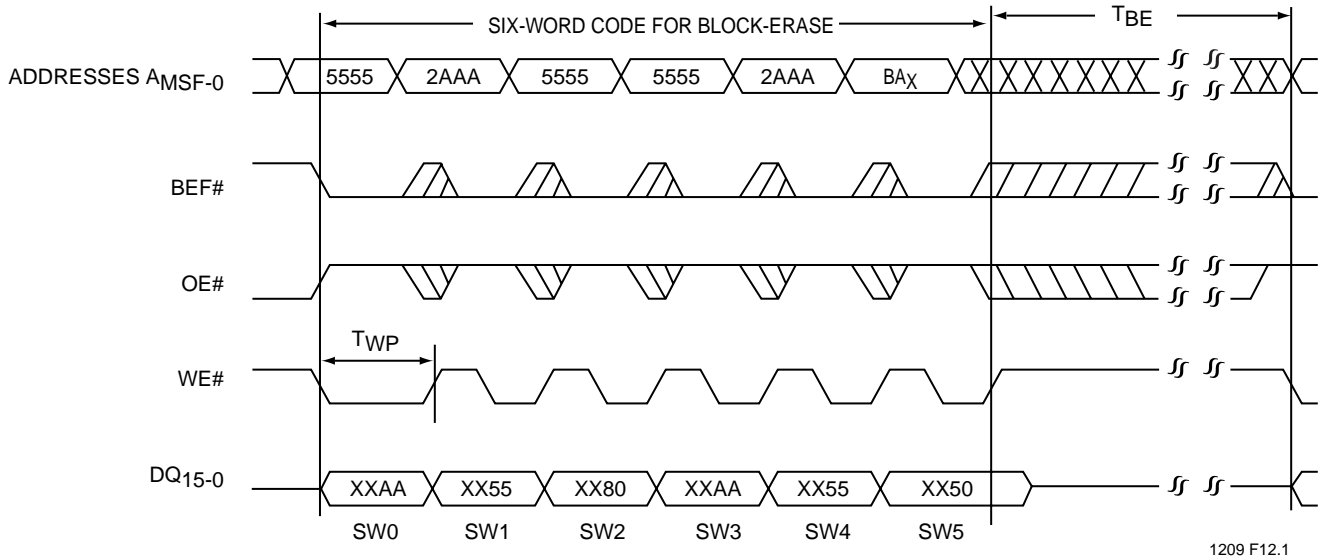 SIX-WORD CODE FOR BLOCK-ERASE
TBE
ADDRESSES AMSF-0
5555 2AAA 5555 5555 2AAA BAX
BEF#
OE#
TWP
WE#
DQ15-0
XXAA XX55 XX80 XXAA XX55 XX50
SW0 SW1 SW2 SW3 SW4 SW5
1209 F12.1